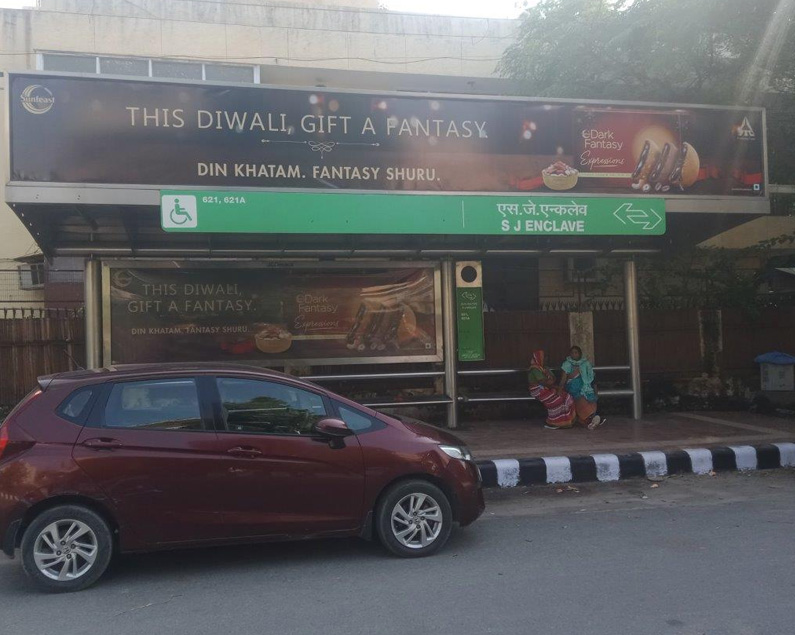 Sunfeast
THIS DIWALI, GIFT A FANTASY
DIN KHATAM. FANTASY SHURU.
Dark
Fantasy
Expressions
621, 621A
एस.जे.एन्कलेव
S J ENCLAVE
THIS DIWALI,
GIFT A FANTASY.
DIN KHATAM. FANTASY SHURU.
Dark
Fantasy
Expressions